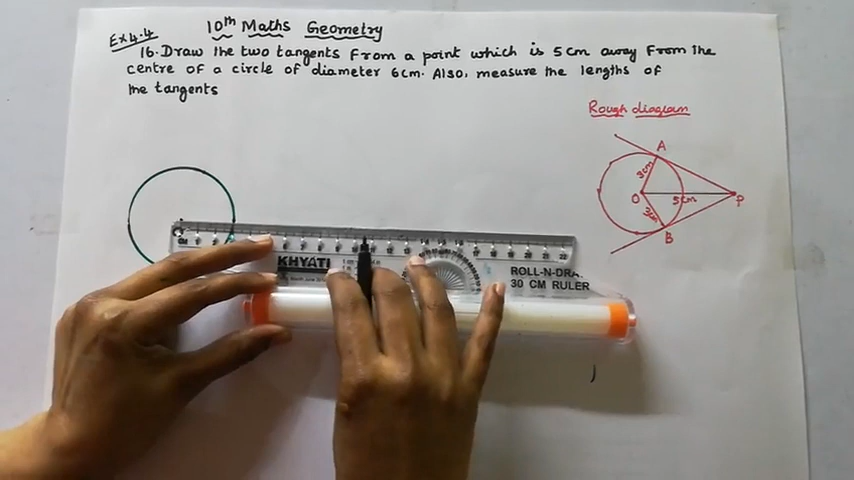 Ex 4.4
10th Maths Geometry
16. Draw the two tangents from a point which is 5cm away from the
centre of a circle of diameter 6cm. Also, measure the lengths of
the tangents
Rough diagram
A
3cm
O
5cm
P
3cm
B
KHYATI
ROLL-N-DRA
30 CM RULER